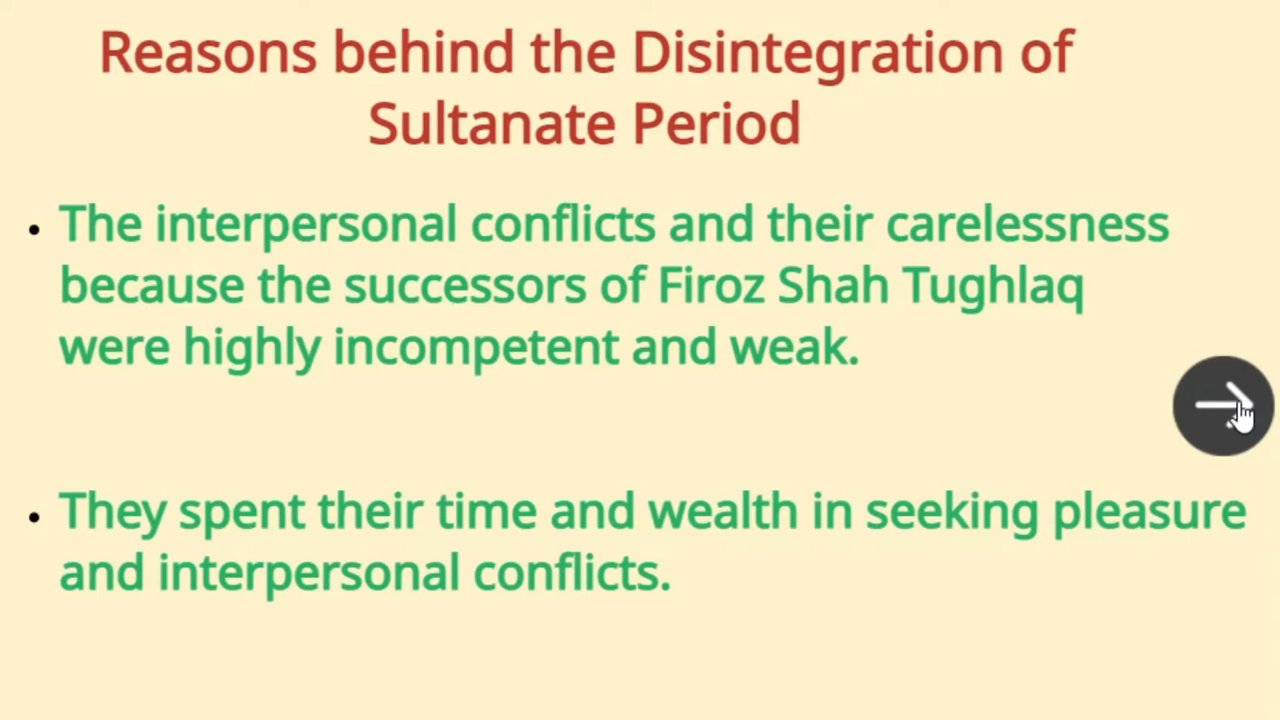 Reasons behind the Disintegration of
Sultanate Period
• The interpersonal conflicts and their carelessness
because the successors of Firoz Shah Tughlaq
were highly incompetent and weak.
• They spent their time and wealth in seeking pleasure
and interpersonal conflicts.